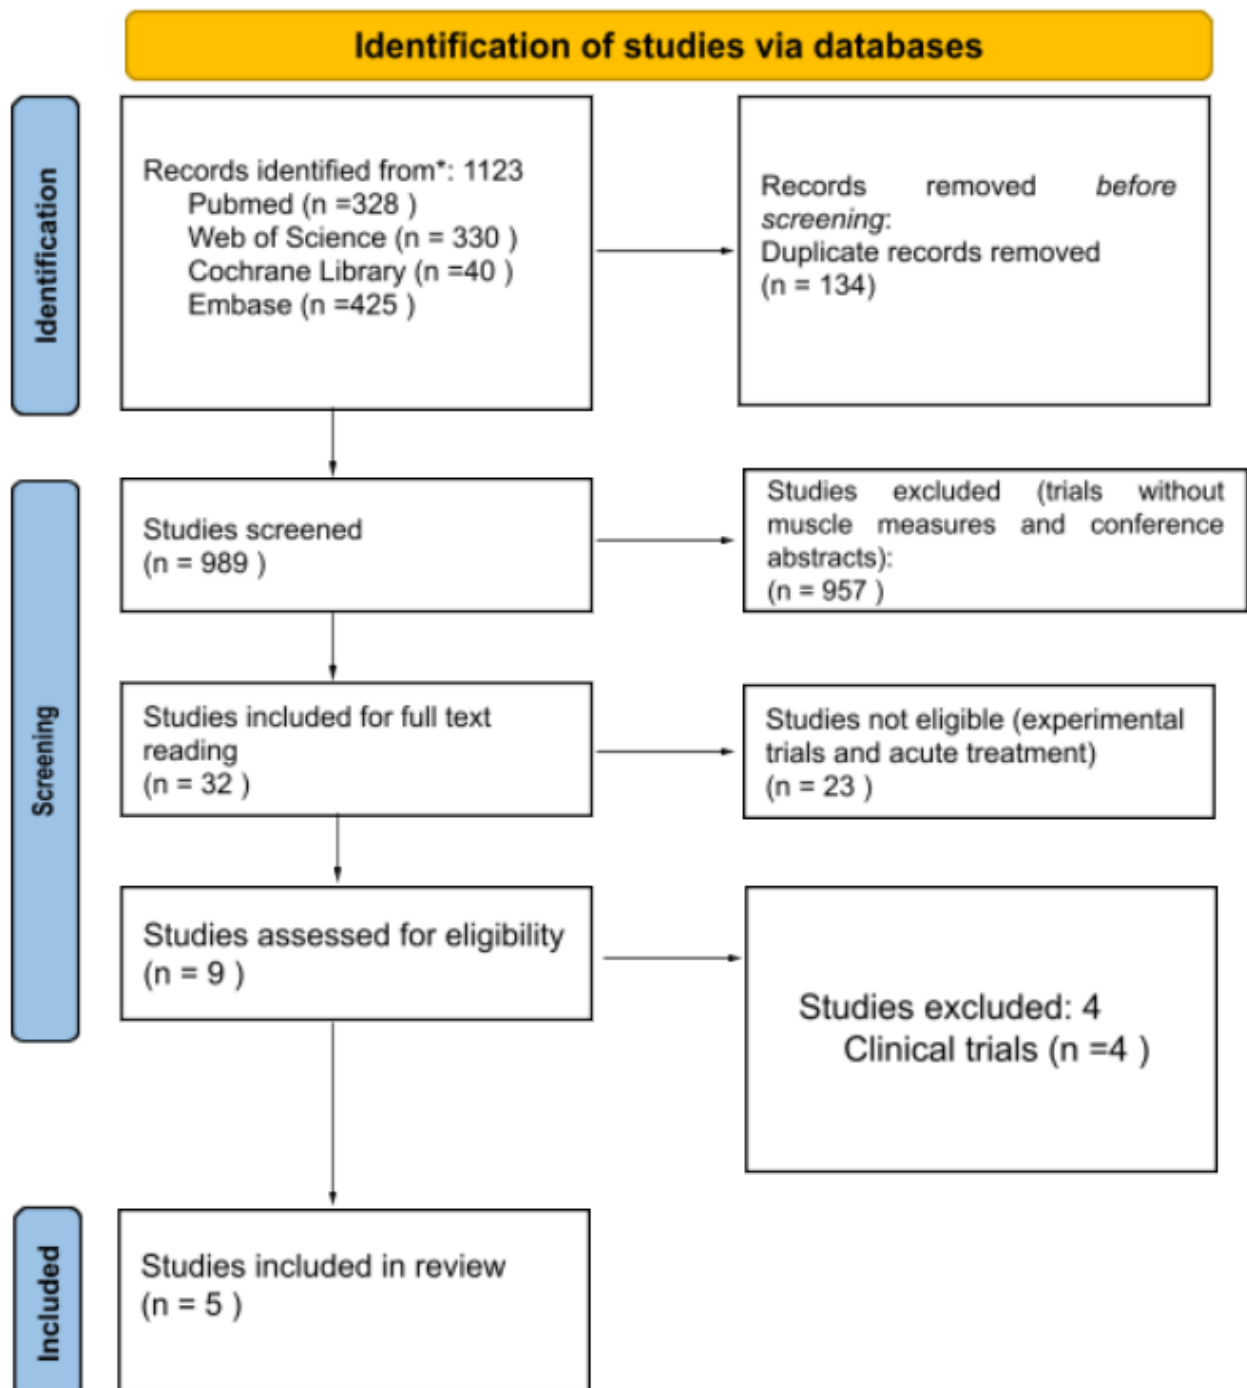 Identification of studies via databases
Identification
Records identified from*: 1123
Pubmed (n =328 )
Web of Science (n = 330 )
Cochrane Library (n =40 )
Embase (n =425 )
Records removed before
screening:
Duplicate records removed
(n = 134)
Screening
Studies screened
(n = 989 )
Studies excluded (trials without
muscle measures and conference
abstracts):
(n = 957 )
Studies included for full text
reading
(n = 32 )
Studies not eligible (experimental
trials and acute treatment)
(n = 23 )
Studies assessed for eligibility
(n = 9 )
Studies excluded: 4
Clinical trials (n =4 )
Included
Studies included in review
(n = 5 )